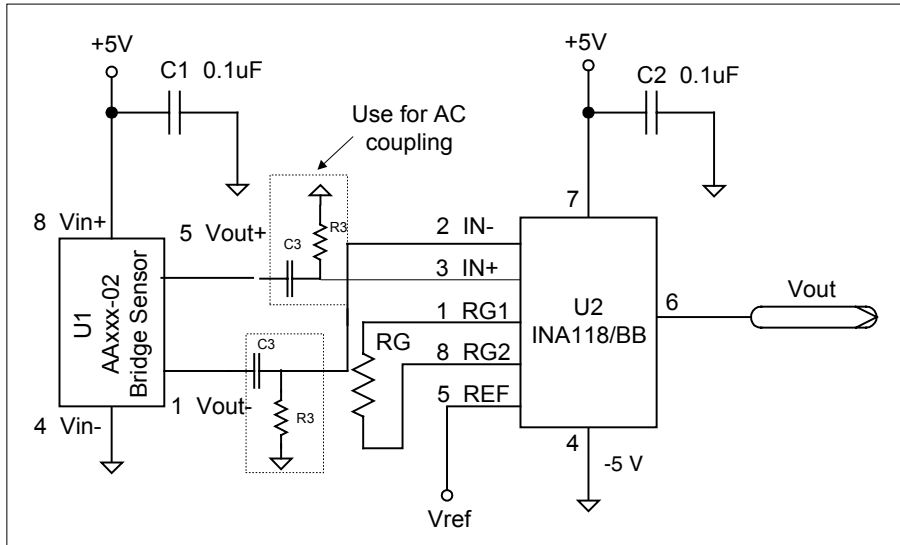 +5V
C1 0.1uF
+5V
C2 0.1uF
Use for AC
coupling
8 Vin+
5 Vout+
R3
C3
2 IN-
3 IN+
7
U1
AAxxx-02
Bridge Sensor
1 RG1
RG
8 RG2
5 REF
U2
INA118/BB
6
Vout
C3
R3
1 Vout-
4 Vin-
4
-5 V
Vref